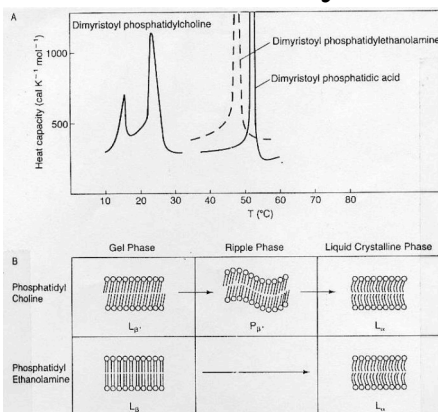 A
Dimyristoyl phosphatidylcholine
Dimyristoyl phosphatidylethanolamine
Dimyristoyl phosphatidic acid
Heat capacity (cal K⁻¹ mol⁻¹)
1000
500
10 20 30 40 50 60 70 80
T (°C)
B
Gel Phase Ripple Phase Liquid Crystalline Phase
Phosphatidyl
Choline
Lβ' Pβ' Lα
Phosphatidyl
Ethanolamine
Lβ Lα